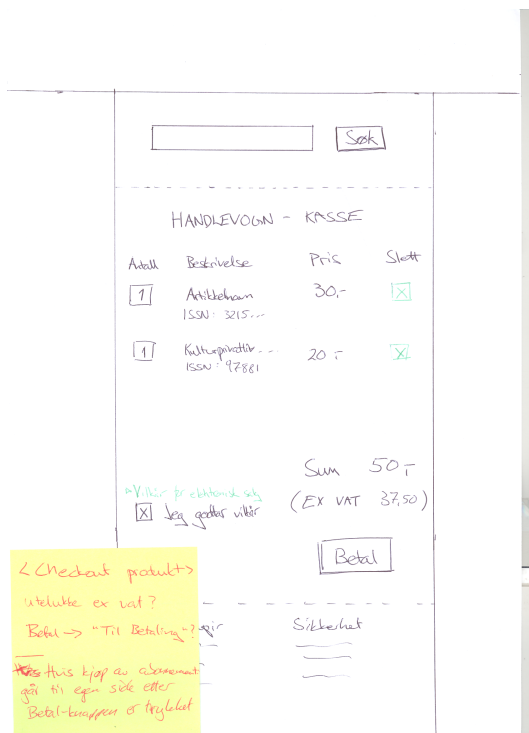 Søk
HANDLEVOGN - KASSE
Antall Beskrivelse Pris Slett
1 Artikkelnavn 30,- X
ISSN: 3215...
1 20,- X
ISSN: 97881
Sum 50,-
Vilkår for elektronisk salg
(EX VAT 37,50)
X Jeg godtar vilkår
Betal
<Checkout produkt>
utelukke ex vat?
Betal -> "Til Betaling"?
Hvis kjøp av abonnement
går til egen side etter
Betal-knappen er trykket
Sikkerhet